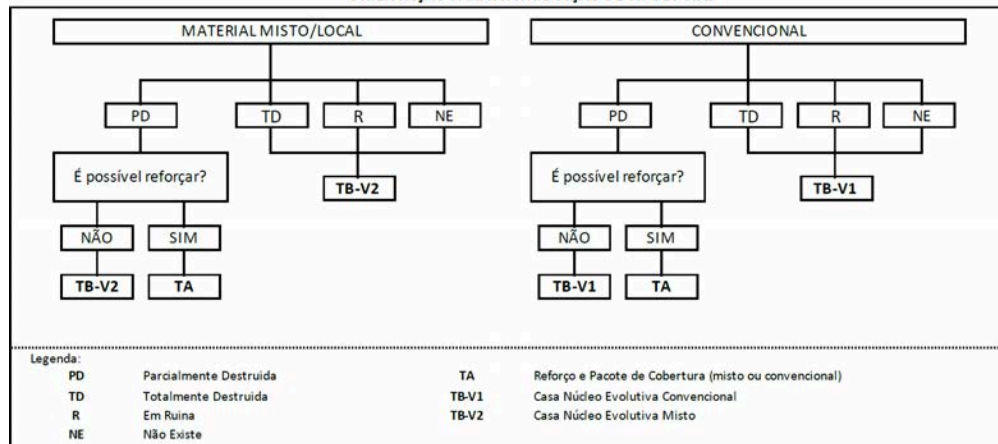 MATERIAL MISTO/LOCAL
CONVENCIONAL
PD
TD
R
NE
PD
TD
R
NE
É possível reforçar?
TB-V2
É possível reforçar?
TB-V1
NÃO
SIM
NÃO
SIM
TB-V2
TA
TB-V1
TA
Legenda:
PD Parcialmente Destruida TA Reforço e Pacote de Cobertura (misto ou convencional)
TD Totalmente Destruida TB-V1 Casa Núcleo Evolutiva Convencional
R Em Ruina TB-V2 Casa Núcleo Evolutiva Misto
NE Não Existe